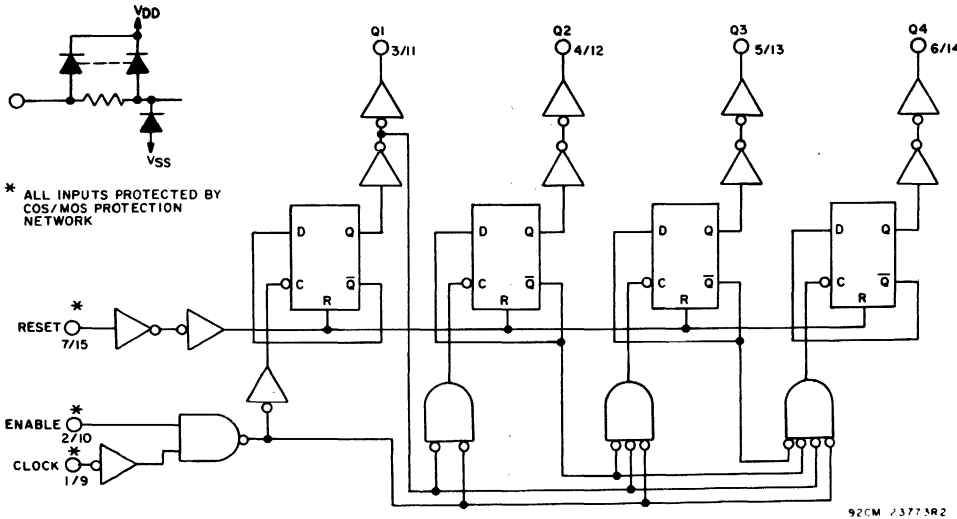 VDD
VSS
* ALL INPUTS PROTECTED BY
COS/MOS PROTECTION
NETWORK
Q1
3/11
Q2
4/12
Q3
5/13
Q4
6/14
D Q
C Q̅
R
D Q
C Q̅
R
D Q
C Q̅
R
D Q
C Q̅
R
*
RESET
7/15
*
ENABLE
2/10
*
CLOCK
1/9
92CM-23773R2